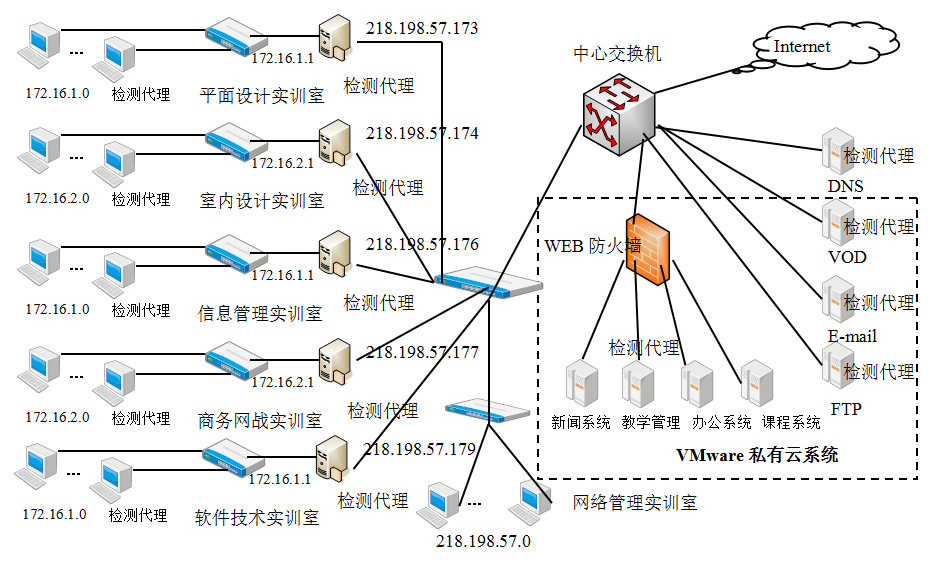 218.198.57.173
172.16.1.1
检测代理
172.16.1.0
检测代理
平面设计实训室
218.198.57.174
172.16.2.1
检测代理
172.16.2.0
检测代理
室内设计实训室
218.198.57.176
172.16.1.1
检测代理
172.16.1.0
检测代理
信息管理实训室
218.198.57.177
172.16.2.1
检测代理
172.16.2.0
检测代理
商务网战实训室
218.198.57.179
172.16.1.1
检测代理
172.16.1.0
检测代理
软件技术实训室
...
...
...
...
...
...
网络管理实训室
218.198.57.0
中心交换机
Internet
检测代理
DNS
检测代理
VOD
检测代理
E-mail
检测代理
FTP
WEB 防火墙
检测代理
新闻系统
教学管理
办公系统
课程系统
VMware 私有云系统